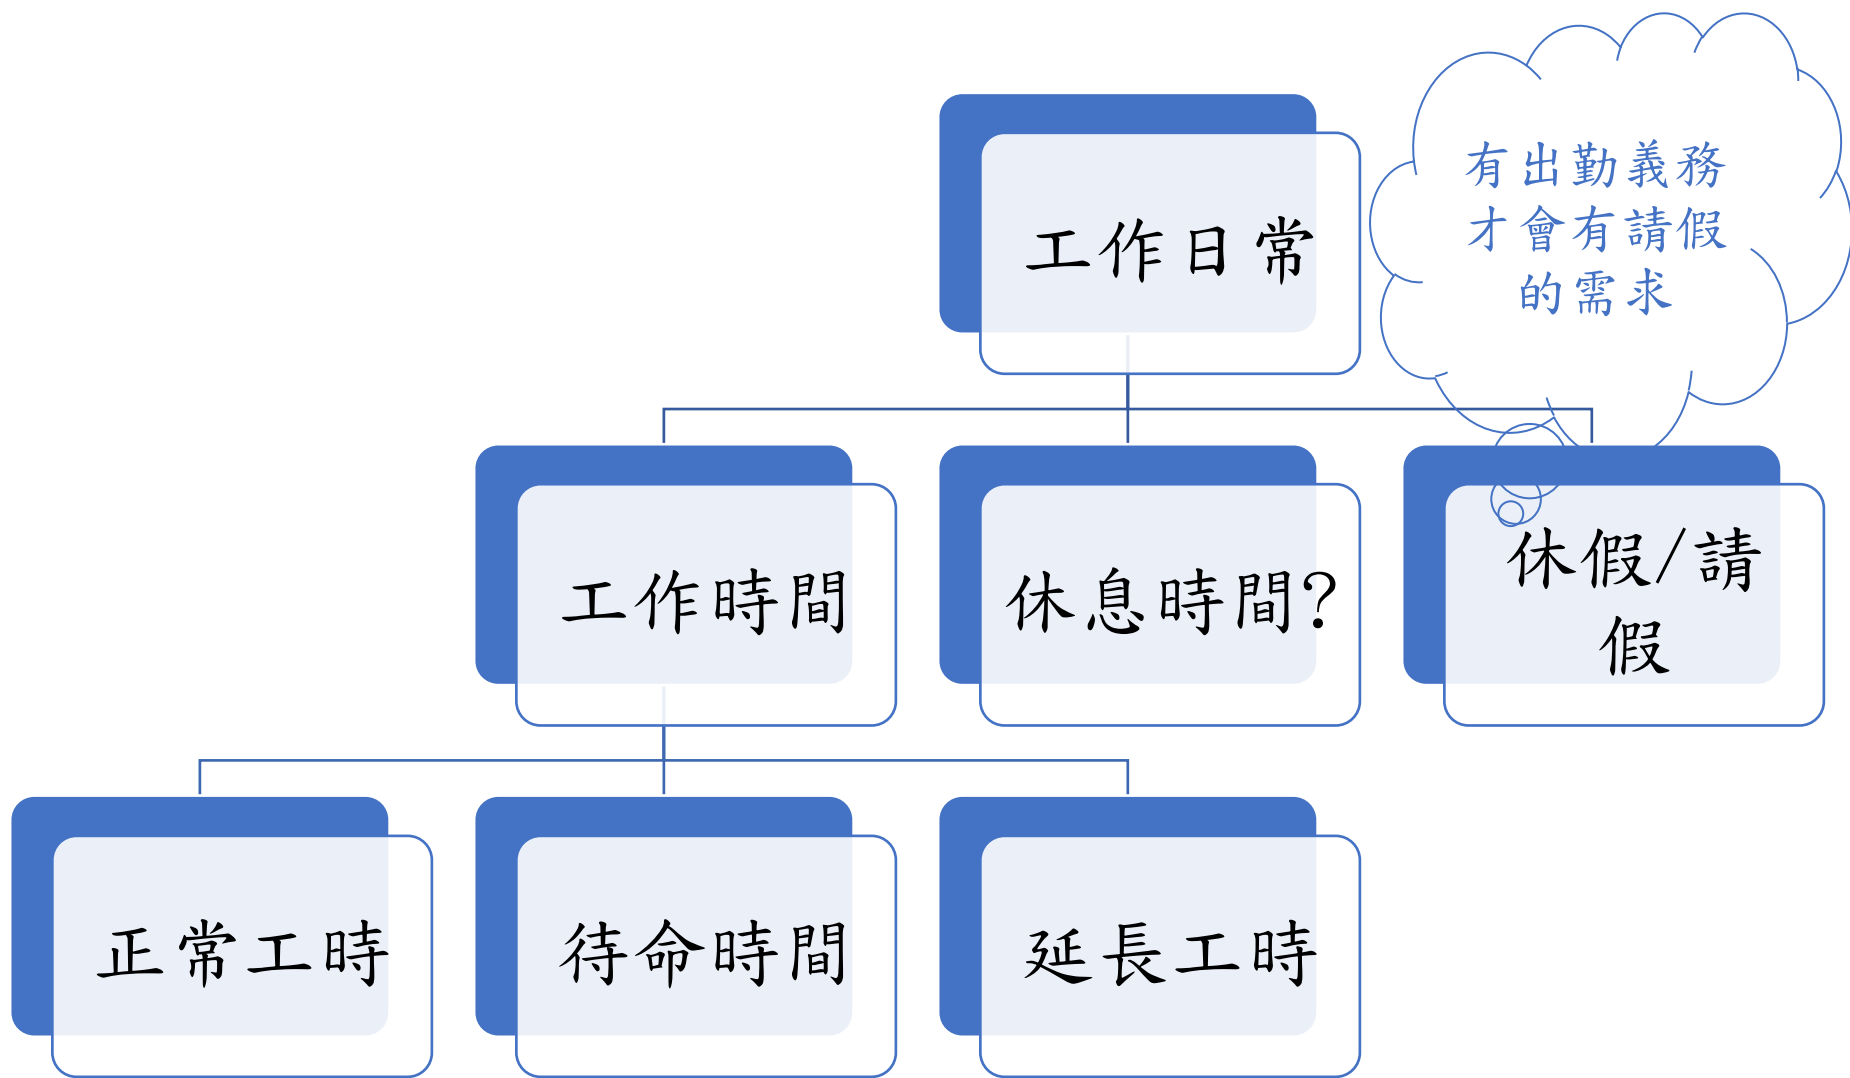 有出勤義務
才會有請假
的需求
工作日常
工作時間
休息時間?
休假/請
假
正常工時
待命時間
延長工時